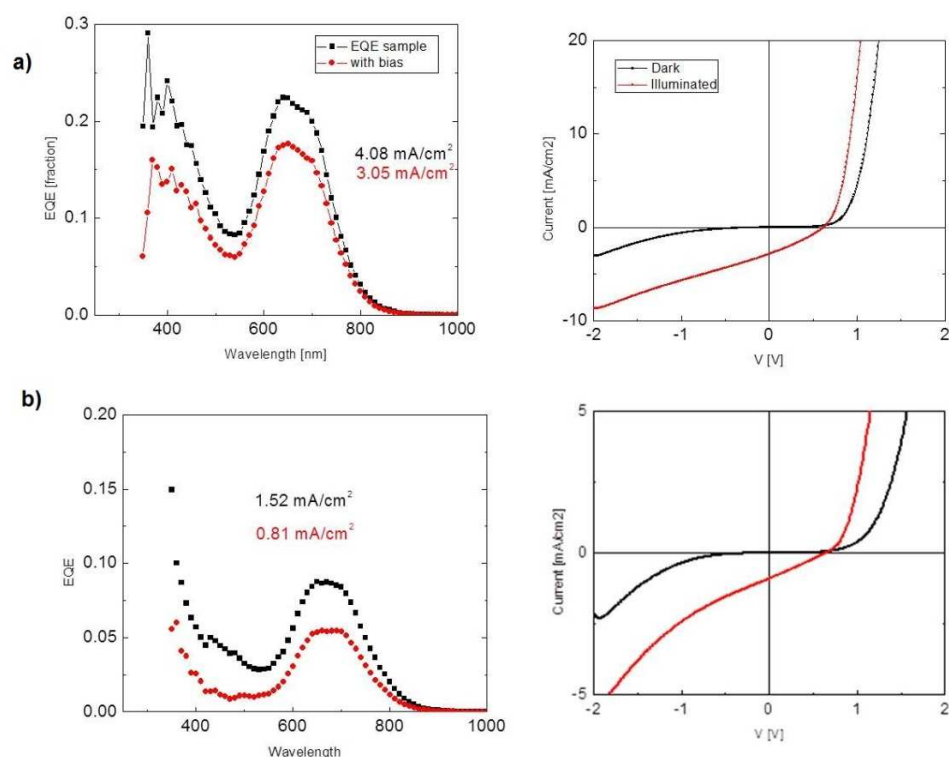 a)
0.3
0.2
0.1
0.0
EQE [fraction]
EQE sample
with bias
4.08 mA/cm²
3.05 mA/cm²
400
600
800
1000
Wavelength [nm]
20
10
0
-10
Current [mA/cm2]
Dark
Illuminated
-2
-1
0
1
2
V [V]
b)
0.20
0.15
0.10
0.05
0.00
EQE
1.52 mA/cm²
0.81 mA/cm²
400
600
800
1000
Wavelength
5
0
-5
Current [mA/cm2]
-2
-1
0
1
2
V [V]